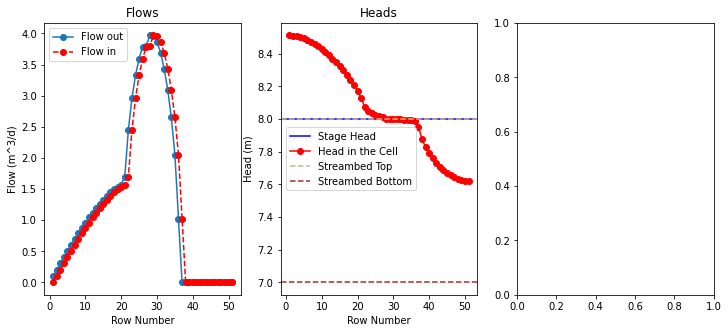 Flows
Flow (m^3/d)
4.0
3.5
3.0
2.5
2.0
1.5
1.0
0.5
0.0
Flow out
Flow in
0 10 20 30 40 50
Row Number
Heads
Head (m)
8.4
8.2
8.0
7.8
7.6
7.4
7.2
7.0
Stage Head
Head in the Cell
Streambed Top
Streambed Bottom
0 10 20 30 40 50
Row Number
1.0
0.8
0.6
0.4
0.2
0.0
0.0 0.2 0.4 0.6 0.8 1.0